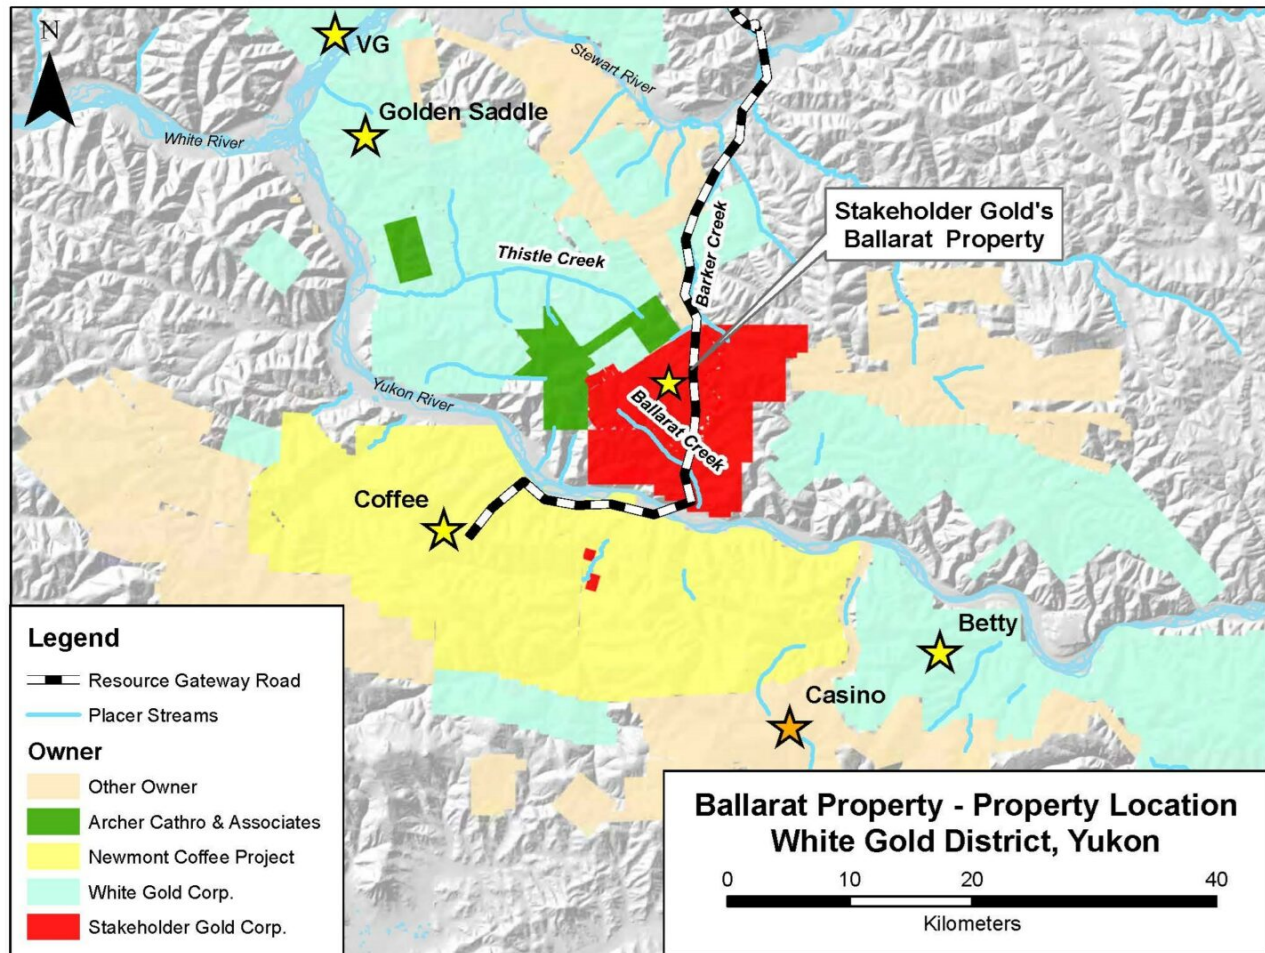 N
VG
Stewart River
Golden Saddle
White River
Stakeholder Gold's
Ballarat Property
Barker Creek
Thistle Creek
Yukon River
Ballarat Creek
Coffee
Betty
Casino
Legend
Resource Gateway Road
Placer Streams
Owner
Other Owner
Archer Cathro & Associates
Newmont Coffee Project
White Gold Corp.
Stakeholder Gold Corp.
Ballarat Property - Property Location
White Gold District, Yukon
0 10 20 40
Kilometers